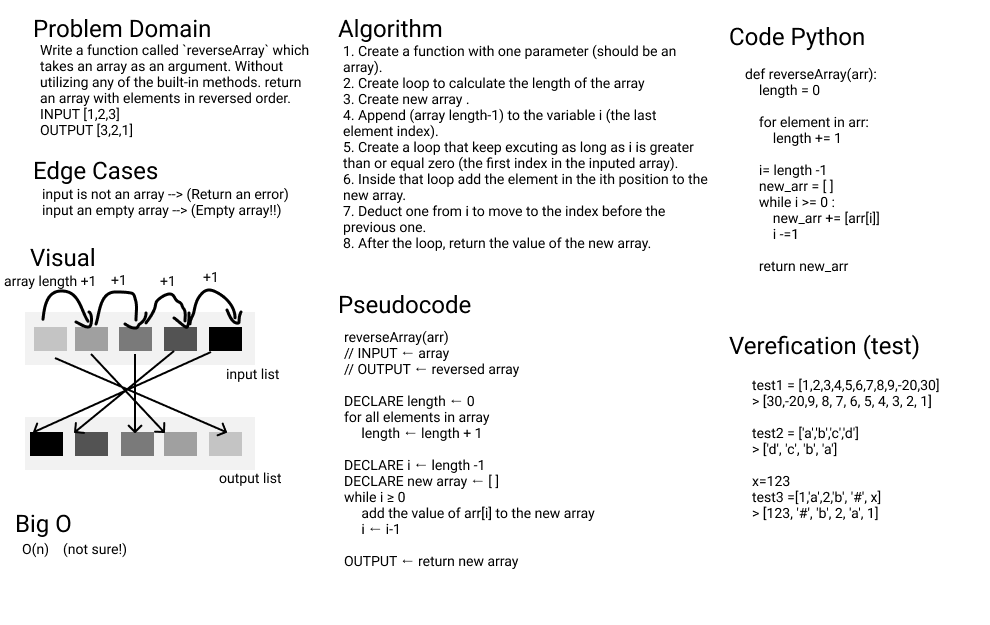 Problem Domain
Write a function called `reverseArray` which
takes an array as an argument. Without
utilizing any of the built-in methods. return
an array with elements in reversed order.
INPUT [1,2,3]
OUTPUT [3,2,1]
Edge Cases
input is not an array --> (Return an error)
input an empty array --> (Empty array!!)
Visual
array length +1 +1 +1 +1
input list
output list
Big O
O(n) (not sure!)
Algorithm
1. Create a function with one parameter (should be an
array).
2. Create loop to calculate the length of the array
3. Create new array .
4. Append (array length-1) to the variable i (the last
element index).
5. Create a loop that keep excuting as long as i is greater
than or equal zero (the first index in the inputed array).
6. Inside that loop add the element in the ith position to the
new array.
7. Deduct one from i to move to the index before the
previous one.
8. After the loop, return the value of the new array.
Pseudocode
reverseArray(arr)
// INPUT ← array
// OUTPUT ← reversed array
DECLARE length ← 0
for all elements in array
length ← length + 1
DECLARE i ← length -1
DECLARE new array ← [ ]
while i ≥ 0
add the value of arr[i] to the new array
i ← i-1
OUTPUT ← return new array
Code Python
def reverseArray(arr):
length = 0
for element in arr:
length += 1
i= length -1
new_arr = [ ]
while i >= 0 :
new_arr += [arr[i]]
i -=1
return new_arr
Verefication (test)
test1 = [1,2,3,4,5,6,7,8,9,-20,30]
> [30,-20,9, 8, 7, 6, 5, 4, 3, 2, 1]
test2 = ['a','b','c','d']
> ['d', 'c', 'b', 'a']
x=123
test3 =[1,'a',2,'b', '#', x]
> [123, '#', 'b', 2, 'a', 1]